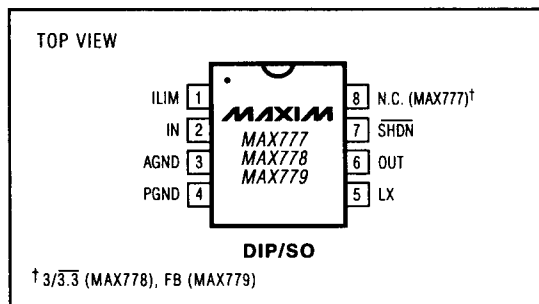 TOP VIEW
ILIM 1
IN 2
AGND 3
PGND 4
MAXIM
MAX777
MAX778
MAX779
8 N.C. (MAX777)†
7 S̅H̅D̅N̅
6 OUT
5 LX
DIP/SO
† 3/3̅.̅3̅ (MAX778), FB (MAX779)